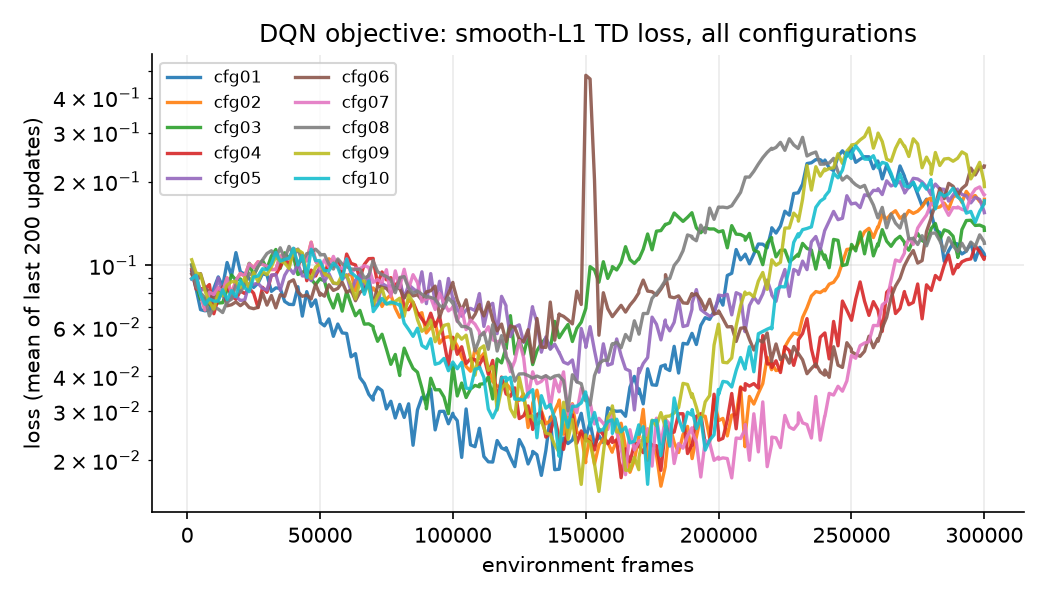 DQN objective: smooth-L1 TD loss, all configurations
cfg01
cfg02
cfg03
cfg04
cfg05
cfg06
cfg07
cfg08
cfg09
cfg10
loss (mean of last 200 updates)
4 × 10⁻¹
3 × 10⁻¹
2 × 10⁻¹
10⁻¹
6 × 10⁻²
4 × 10⁻²
3 × 10⁻²
2 × 10⁻²
0 50000 100000 150000 200000 250000 300000
environment frames